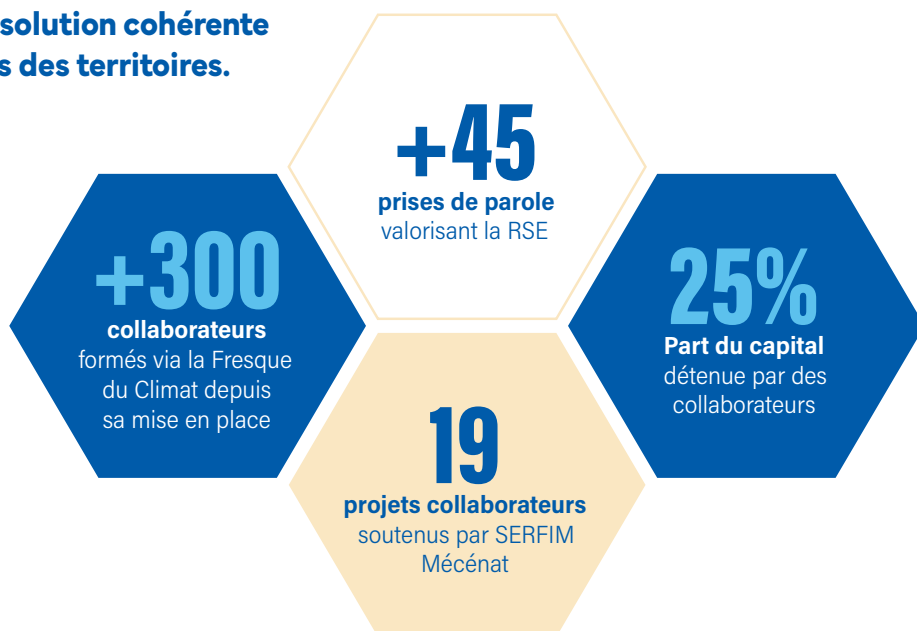 solution cohérente
s des territoires.
+45
prises de parole
valorisant la RSE
+300
collaborateurs
formés via la Fresque
du Climat depuis
sa mise en place
25%
Part du capital
détenue par des
collaborateurs
19
projets collaborateurs
soutenus par SERFIM
Mécénat